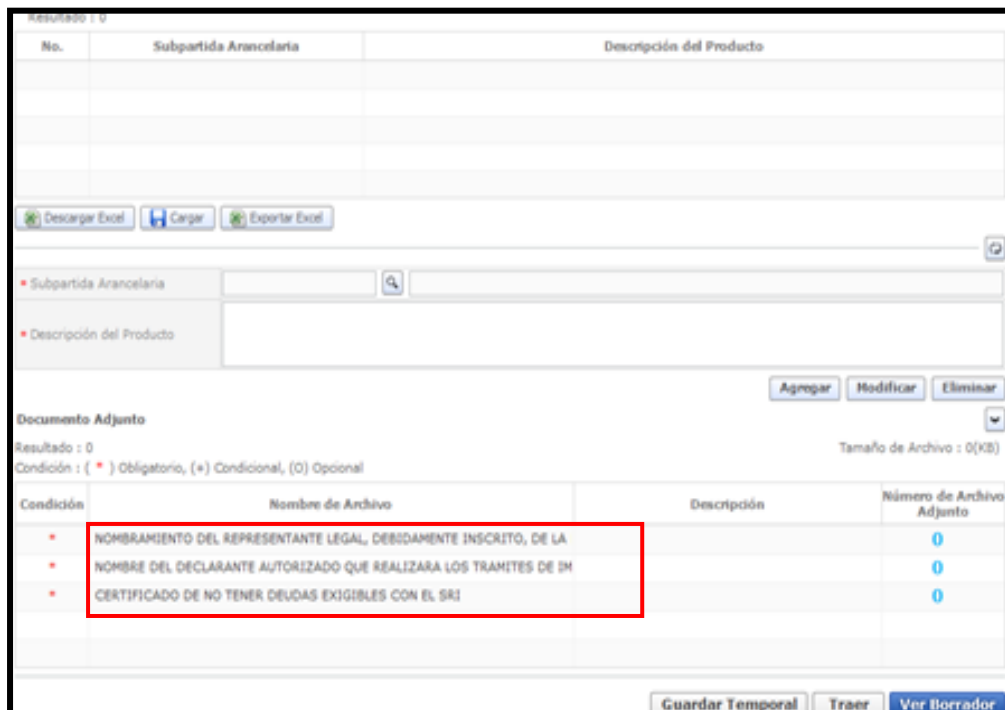 Resultado : 0
No. Subpartida Arancelaria Descripción del Producto
Descargar Excel Cargar Exportar Excel
* Subpartida Arancelaria
* Descripción del Producto
Agregar Modificar Eliminar
Documento Adjunto
Resultado : 0 Tamaño de Archivo : 0(KB)
Condición : ( * ) Obligatorio, (+) Condicional, (O) Opcional
Condición Nombre de Archivo Descripción Número de Archivo Adjunto
* NOMBRAMIENTO DEL REPRESENTANTE LEGAL, DEBIDAMENTE INSCRITO, DE LA 0
* NOMBRE DEL DECLARANTE AUTORIZADO QUE REALIZARA LOS TRAMITES DE IM 0
* CERTIFICADO DE NO TENER DEUDAS EXIGIBLES CON EL SRI 0
Guardar Temporal Traer Ver Borrador